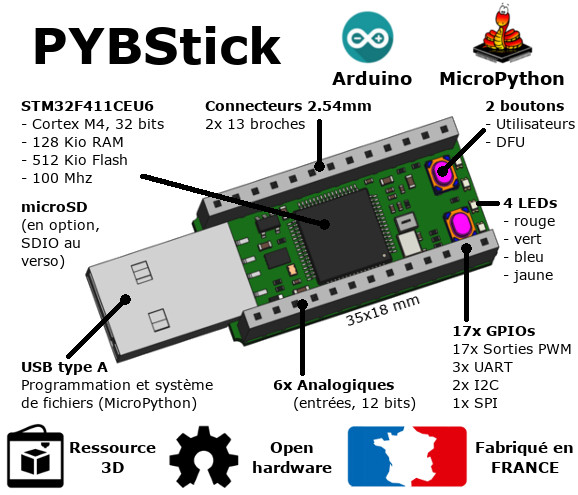 PYBStick
Arduino
MicroPython
STM32F411CEU6
- Cortex M4, 32 bits
- 128 Kio RAM
- 512 Kio Flash
- 100 Mhz
Connecteurs 2.54mm
2x 13 broches
2 boutons
- Utilisateurs
- DFU
microSD
(en option,
SDIO au
verso)
4 LEDs
- rouge
- vert
- bleu
- jaune
35x18 mm
USB type A
Programmation et système
de fichiers (MicroPython)
6x Analogiques
(entrées, 12 bits)
17x GPIOs
17x Sorties PWM
3x UART
2x I2C
1x SPI
Ressource
3D
Open
hardware
Fabriqué en
FRANCE